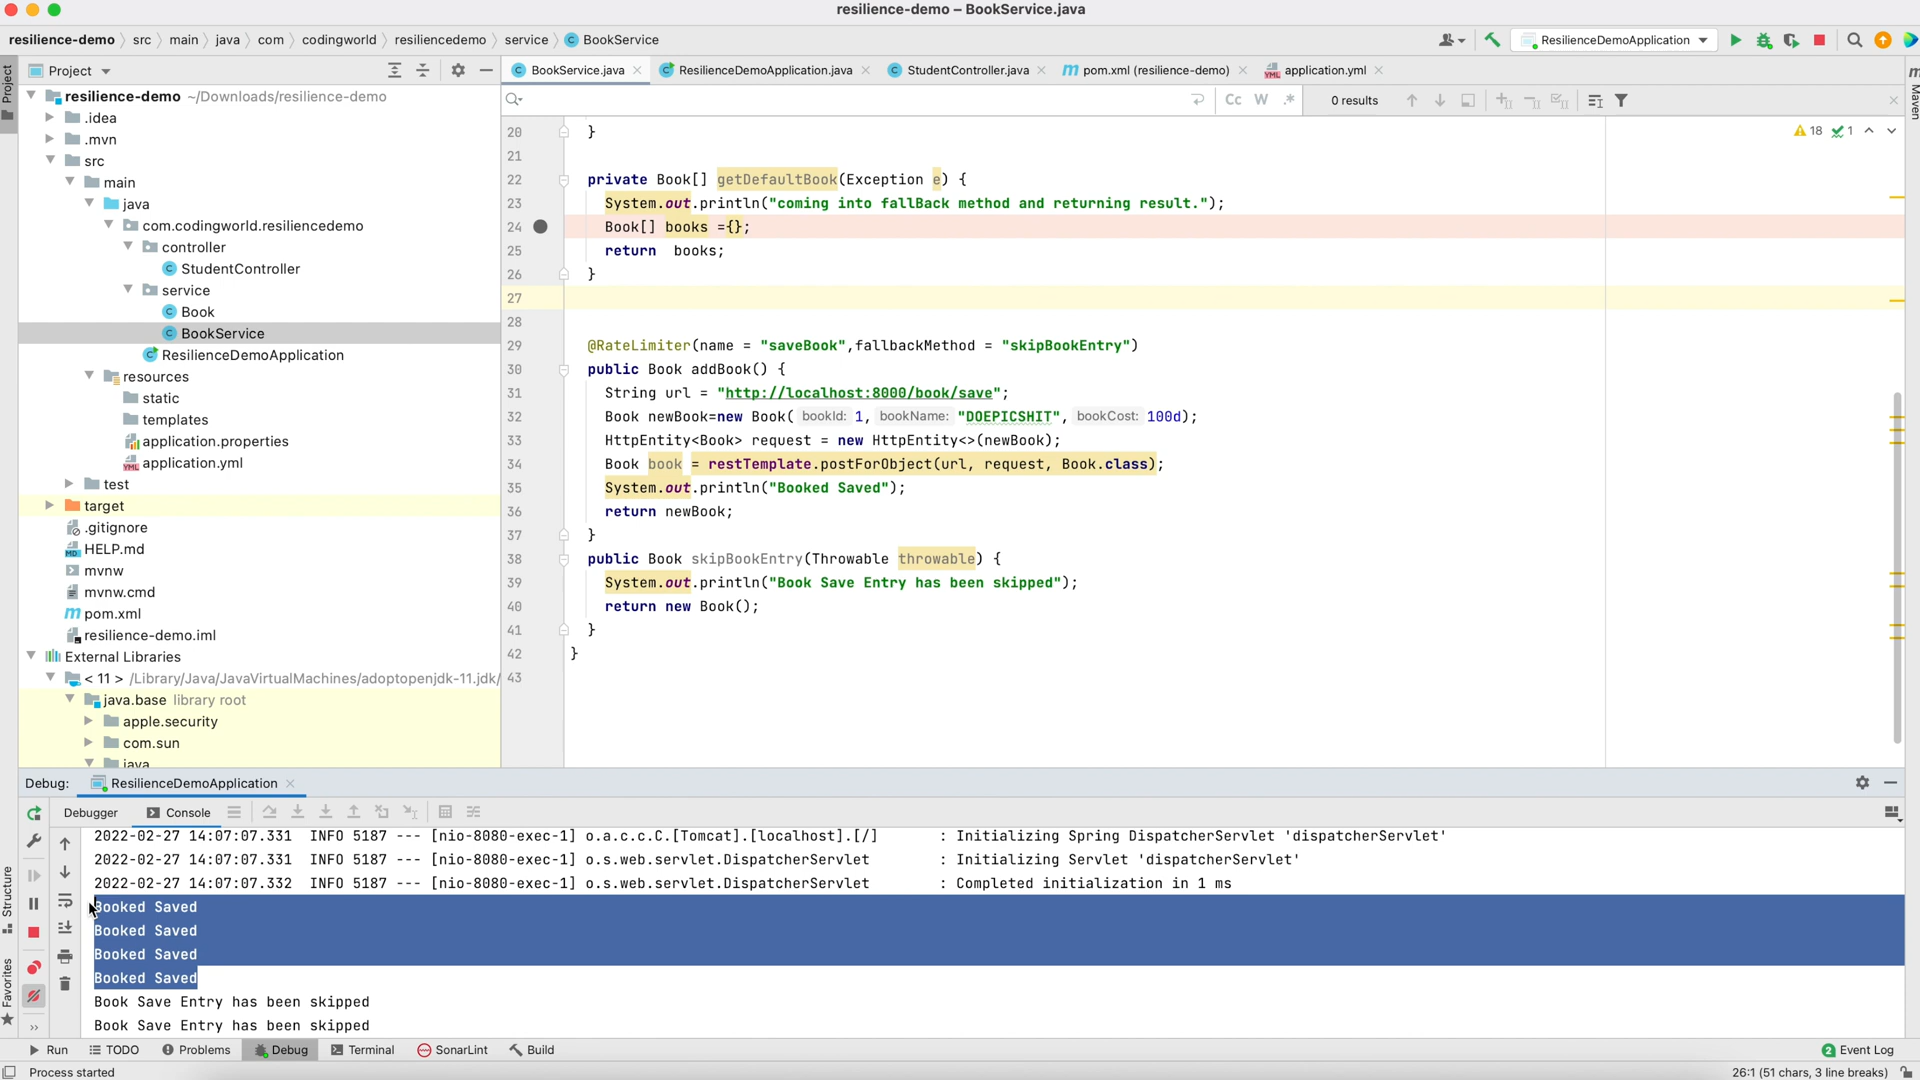 resilience-demo – BookService.java
resilience-demo src main java com codingworld resiliencedemo service BookService
ResilienceDemoApplication
Project
BookService.java ResilienceDemoApplication.java StudentController.java pom.xml (resilience-demo) application.yml
Project
Cc W .* 0 results
Maven
resilience-demo ~/Downloads/resilience-demo
.idea
.mvn
src
main
java
com.codingworld.resiliencedemo
controller
StudentController
service
Book
BookService
ResilienceDemoApplication
resources
static
templates
application.properties
application.yml
test
target
.gitignore
HELP.md
mvnw
mvnw.cmd
pom.xml
resilience-demo.iml
External Libraries
< 11 > /Library/Java/JavaVirtualMachines/adoptopenjdk-11.jdk/
java.base library root
apple.security
com.sun
java
18 1
20 }
21
22 private Book[] getDefaultBook(Exception e) {
23 System.out.println("coming into fallBack method and returning result.");
24 Book[] books ={};
25 return  books;
26 }
27
28
29 @RateLimiter(name = "saveBook",fallbackMethod = "skipBookEntry")
30 public Book addBook() {
31 String url = "http://localhost:8000/book/save";
32 Book newBook=new Book( bookId: 1, bookName: "DOEPICSHIT", bookCost: 100d);
33 HttpEntity<Book> request = new HttpEntity<>(newBook);
34 Book book = restTemplate.postForObject(url, request, Book.class);
35 System.out.println("Booked Saved");
36 return newBook;
37 }
38 public Book skipBookEntry(Throwable throwable) {
39 System.out.println("Book Save Entry has been skipped");
40 return new Book();
41 }
42 }
43
Debug: ResilienceDemoApplication
Debugger Console
2022-02-27 14:07:07.331  INFO 5187 --- [nio-8080-exec-1] o.a.c.c.C.[Tomcat].[localhost].[/]       : Initializing Spring DispatcherServlet 'dispatcherServlet'
2022-02-27 14:07:07.331  INFO 5187 --- [nio-8080-exec-1] o.s.web.servlet.DispatcherServlet        : Initializing Servlet 'dispatcherServlet'
2022-02-27 14:07:07.332  INFO 5187 --- [nio-8080-exec-1] o.s.web.servlet.DispatcherServlet        : Completed initialization in 1 ms
Booked Saved
Booked Saved
Booked Saved
Booked Saved
Book Save Entry has been skipped
Book Save Entry has been skipped
Structure
Favorites
Run TODO Problems Debug Terminal SonarLint Build 2 Event Log
Process started 26:1 (51 chars, 3 line breaks)